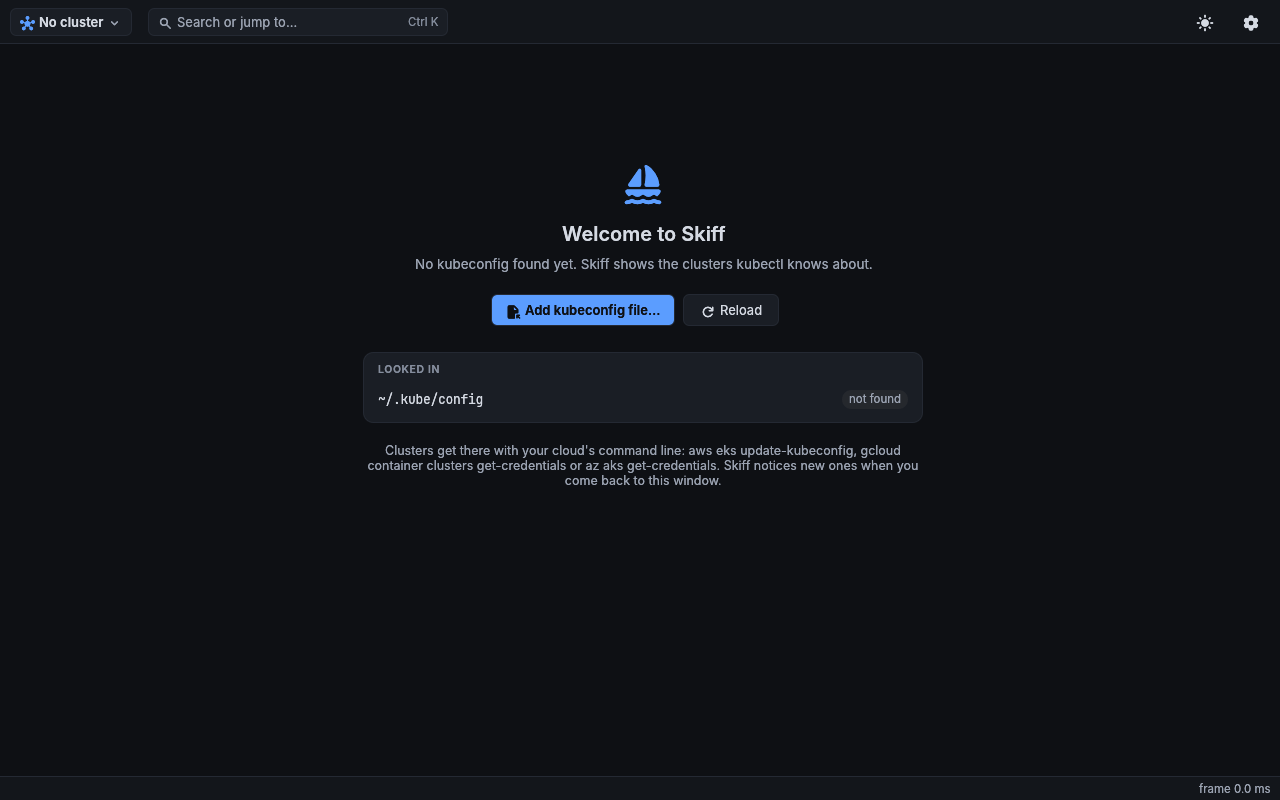 No cluster
Search or jump to...
Ctrl K
Welcome to Skiff
No kubeconfig found yet. Skiff shows the clusters kubectl knows about.
Add kubeconfig file...
Reload
LOOKED IN
~/.kube/config
not found
Clusters get there with your cloud's command line: aws eks update-kubeconfig, gcloud
container clusters get-credentials or az aks get-credentials. Skiff notices new ones when you
come back to this window.
frame 0.0 ms